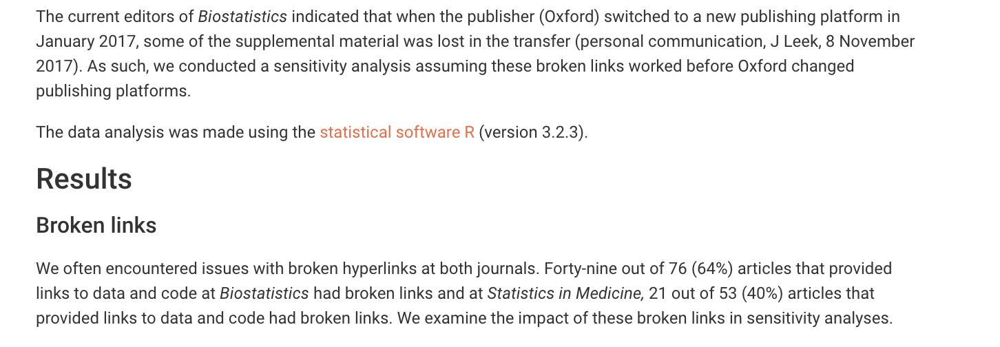 The current editors of Biostatistics indicated that when the publisher (Oxford) switched to a new publishing platform in
January 2017, some of the supplemental material was lost in the transfer (personal communication, J Leek, 8 November
2017). As such, we conducted a sensitivity analysis assuming these broken links worked before Oxford changed
publishing platforms.
The data analysis was made using the statistical software R (version 3.2.3).
Results
Broken links
We often encountered issues with broken hyperlinks at both journals. Forty-nine out of 76 (64%) articles that provided
links to data and code at Biostatistics had broken links and at Statistics in Medicine, 21 out of 53 (40%) articles that
provided links to data and code had broken links. We examine the impact of these broken links in sensitivity analyses.